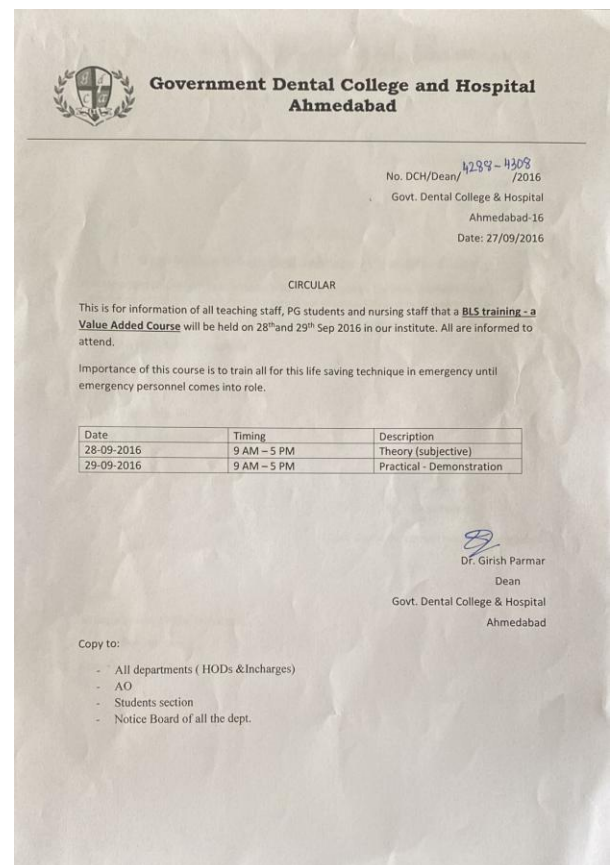 Government Dental College and Hospital
Ahmedabad
No. DCH/Dean/ 4288-4308 /2016
Govt. Dental College & Hospital
Ahmedabad-16
Date: 27/09/2016
CIRCULAR
This is for information of all teaching staff, PG students and nursing staff that a BLS training - a
Value Added Course will be held on 28th and 29th Sep 2016 in our institute. All are informed to
attend.
Importance of this course is to train all for this life saving technique in emergency until
emergency personnel comes into role.
Date Timing Description
28-09-2016 9 AM – 5 PM Theory (subjective)
29-09-2016 9 AM – 5 PM Practical - Demonstration
Dr. Girish Parmar
Dean
Govt. Dental College & Hospital
Ahmedabad
Copy to:
- All departments ( HODs &Incharges)
- AO
- Students section
- Notice Board of all the dept.